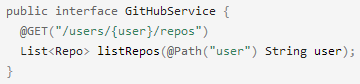 public interface GitHubService {
  @GET("/users/{user}/repos")
  List<Repo> listRepos(@Path("user") String user);
}